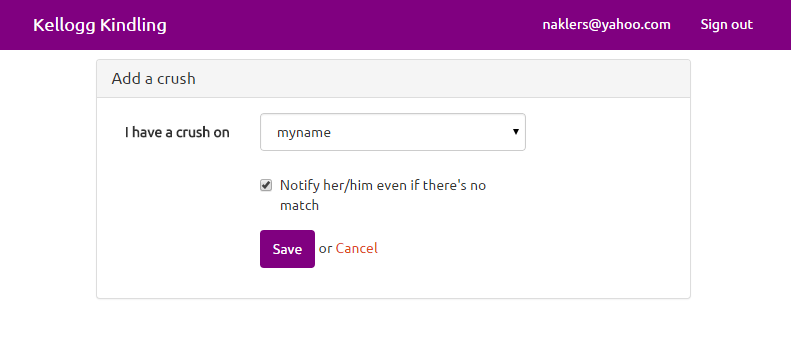 Kellogg Kindling naklers@yahoo.com Sign out
Add a crush
I have a crush on myname
Notify her/him even if there's no
match
Save or Cancel